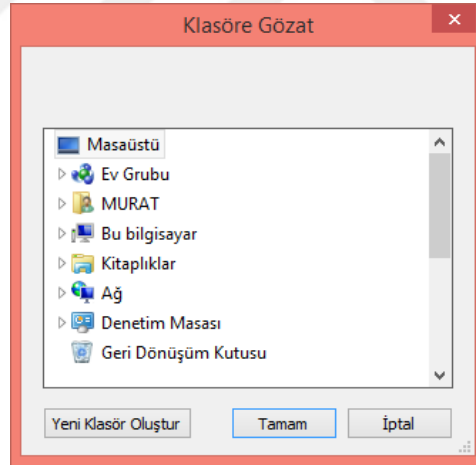 Klasöre Gözat
Masaüstü
Ev Grubu
MURAT
Bu bilgisayar
Kitaplıklar
Ağ
Denetim Masası
Geri Dönüşüm Kutusu
Yeni Klasör Oluştur Tamam İptal